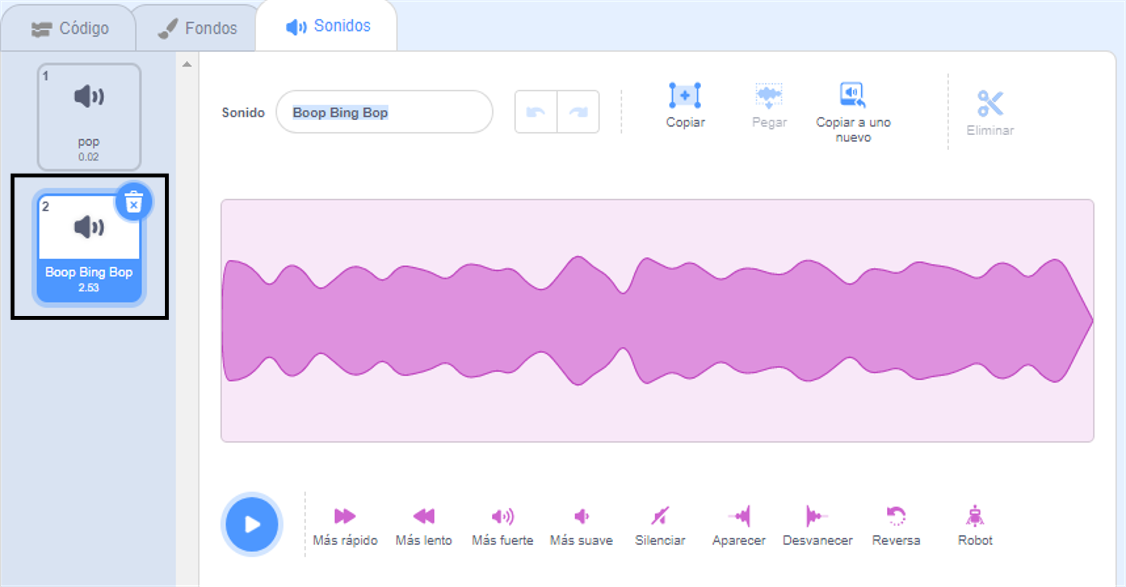 Código
Fondos
Sonidos
1
pop
0.02
2
Boop Bing Bop
2.53
Sonido
Boop Bing Bop
Copiar
Pegar
Copiar a uno
nuevo
Eliminar
Más rápido
Más lento
Más fuerte
Más suave
Silenciar
Aparecer
Desvanecer
Reversa
Robot